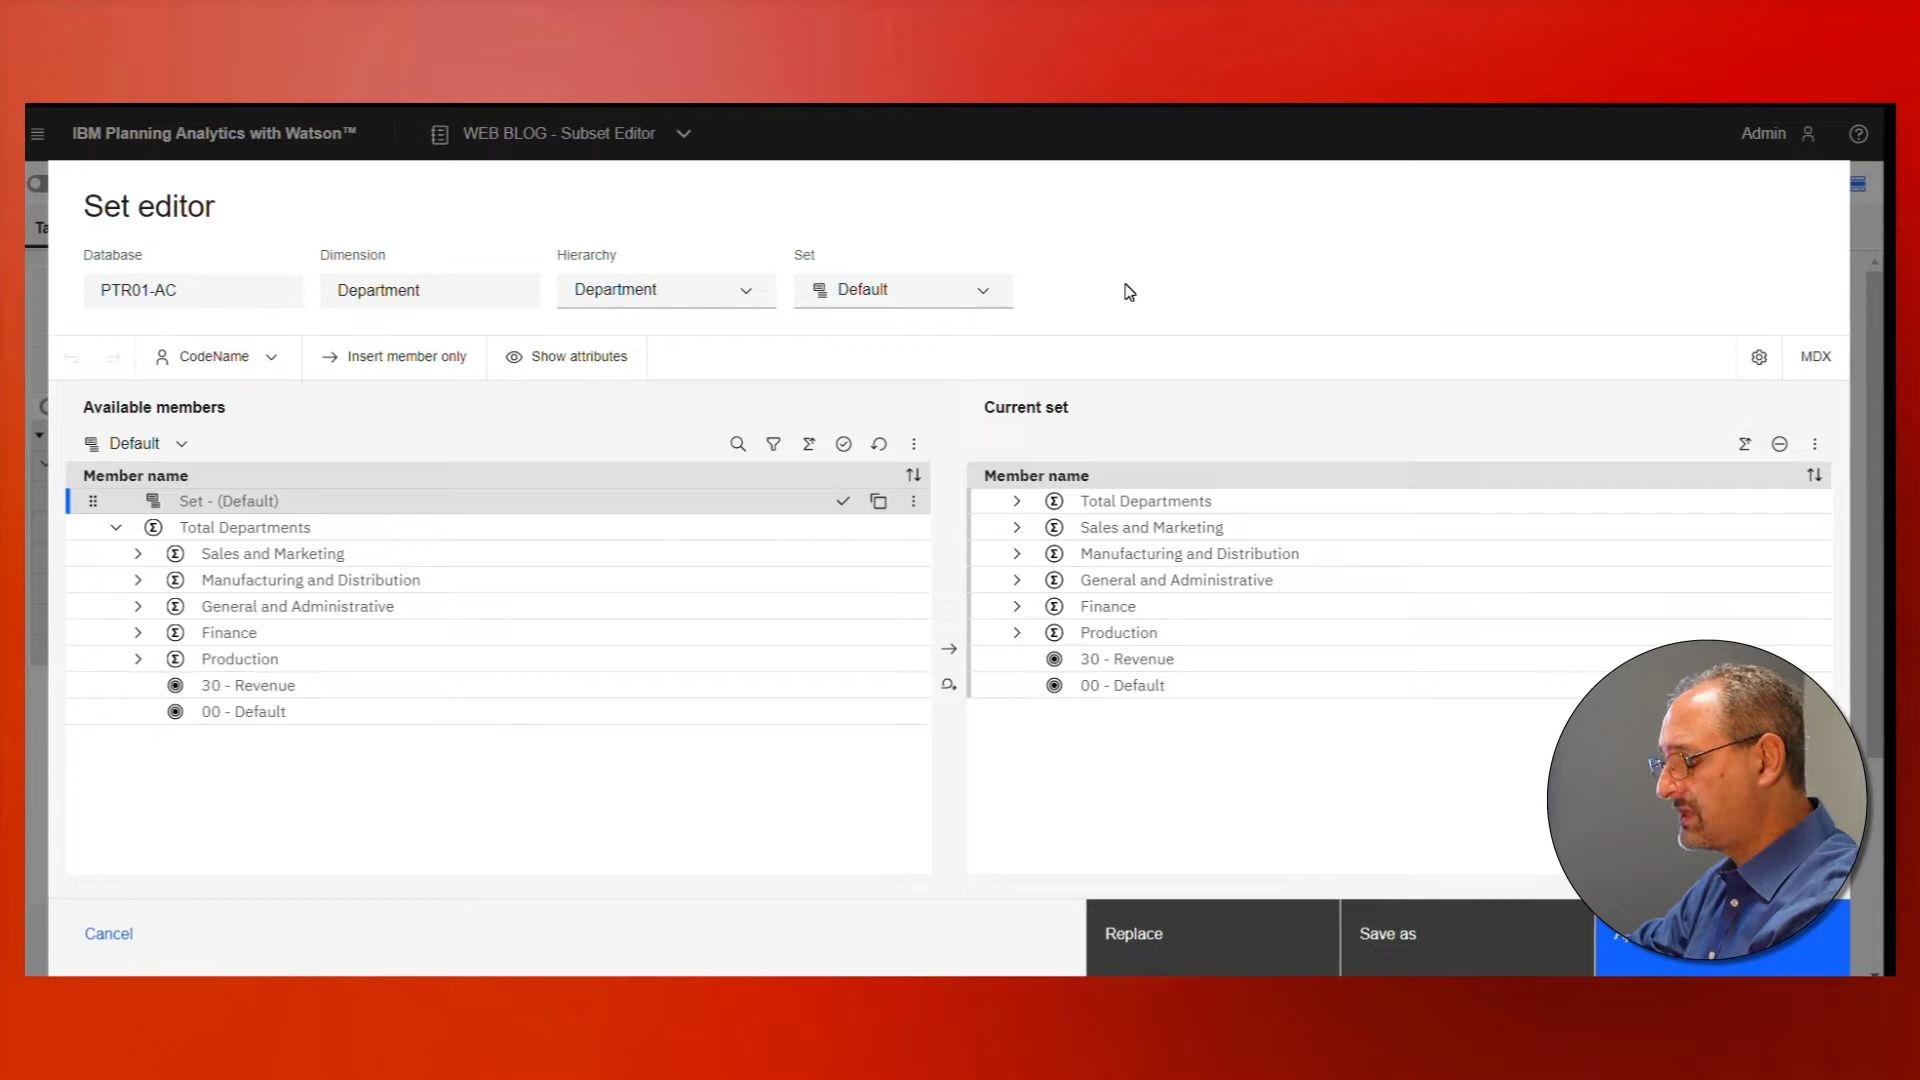 IBM Planning Analytics with Watson™
WEB BLOG - Subset Editor
Admin
Set editor
Database
Dimension
Hierarchy
Set
PTR01-AC
Department
Department
Default
CodeName
Insert member only
Show attributes
MDX
Available members
Current set
Default
Member name
Member name
Set - (Default)
Total Departments
Sales and Marketing
Manufacturing and Distribution
General and Administrative
Finance
Production
30 - Revenue
00 - Default
Total Departments
Sales and Marketing
Manufacturing and Distribution
General and Administrative
Finance
Production
30 - Revenue
00 - Default
Cancel
Replace
Save as